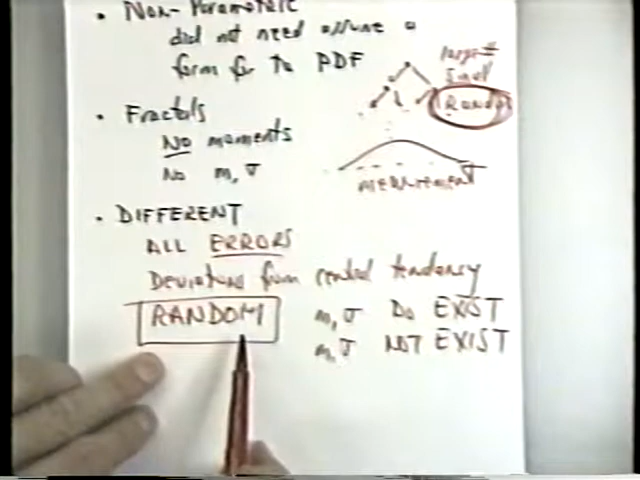 • Non-Parametric
did not need assume a
form for the PDF
large #
small
Random
• Fractals
No moments
No m, σ
measurement
• DIFFERENT
ALL ERRORS
Deviations from central tendency
RANDOM
m, σ Do EXIST
m, σ NOT EXIST